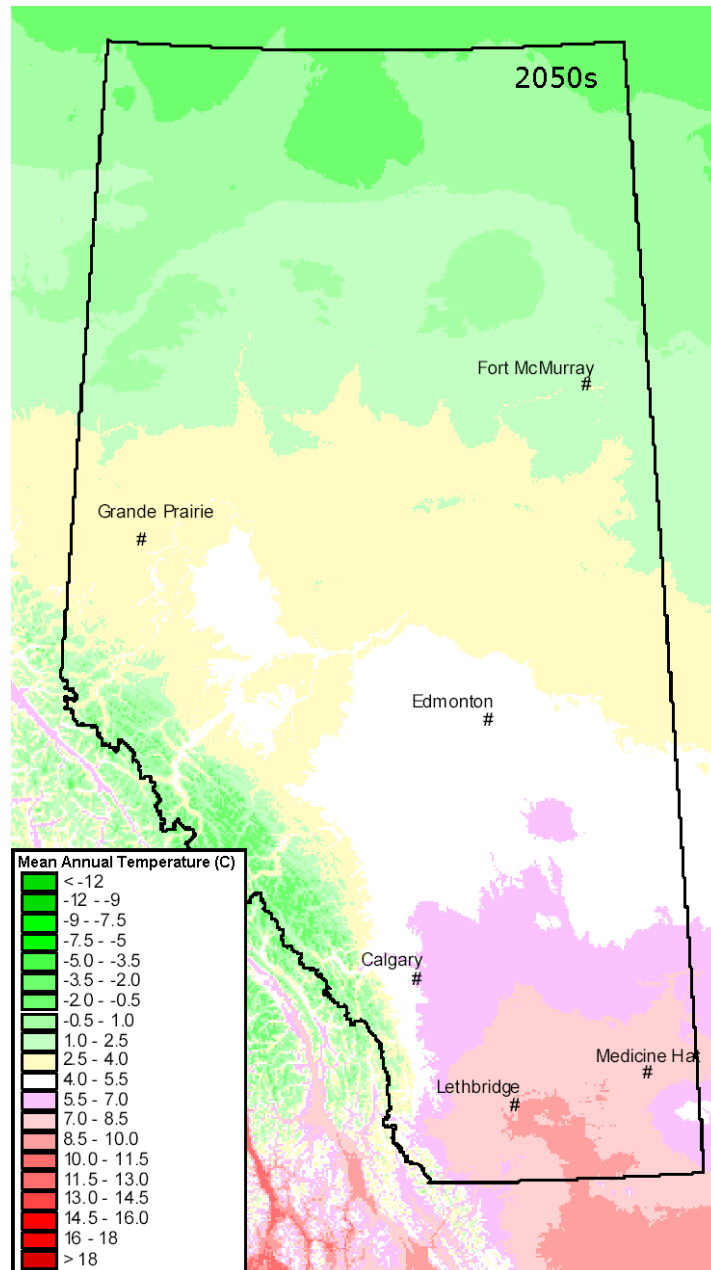 2050s
Fort McMurray
#
Grande Prairie
#
Edmonton
#
Calgary
#
Medicine Hat
#
Lethbridge
#
Mean Annual Temperature (C)
< -12
-12 - -9
-9 - -7.5
-7.5 - -5
-5.0 - -3.5
-3.5 - -2.0
-2.0 - -0.5
-0.5 - 1.0
1.0 - 2.5
2.5 - 4.0
4.0 - 5.5
5.5 - 7.0
7.0 - 8.5
8.5 - 10.0
10.0 - 11.5
11.5 - 13.0
13.0 - 14.5
14.5 - 16.0
16 - 18
> 18